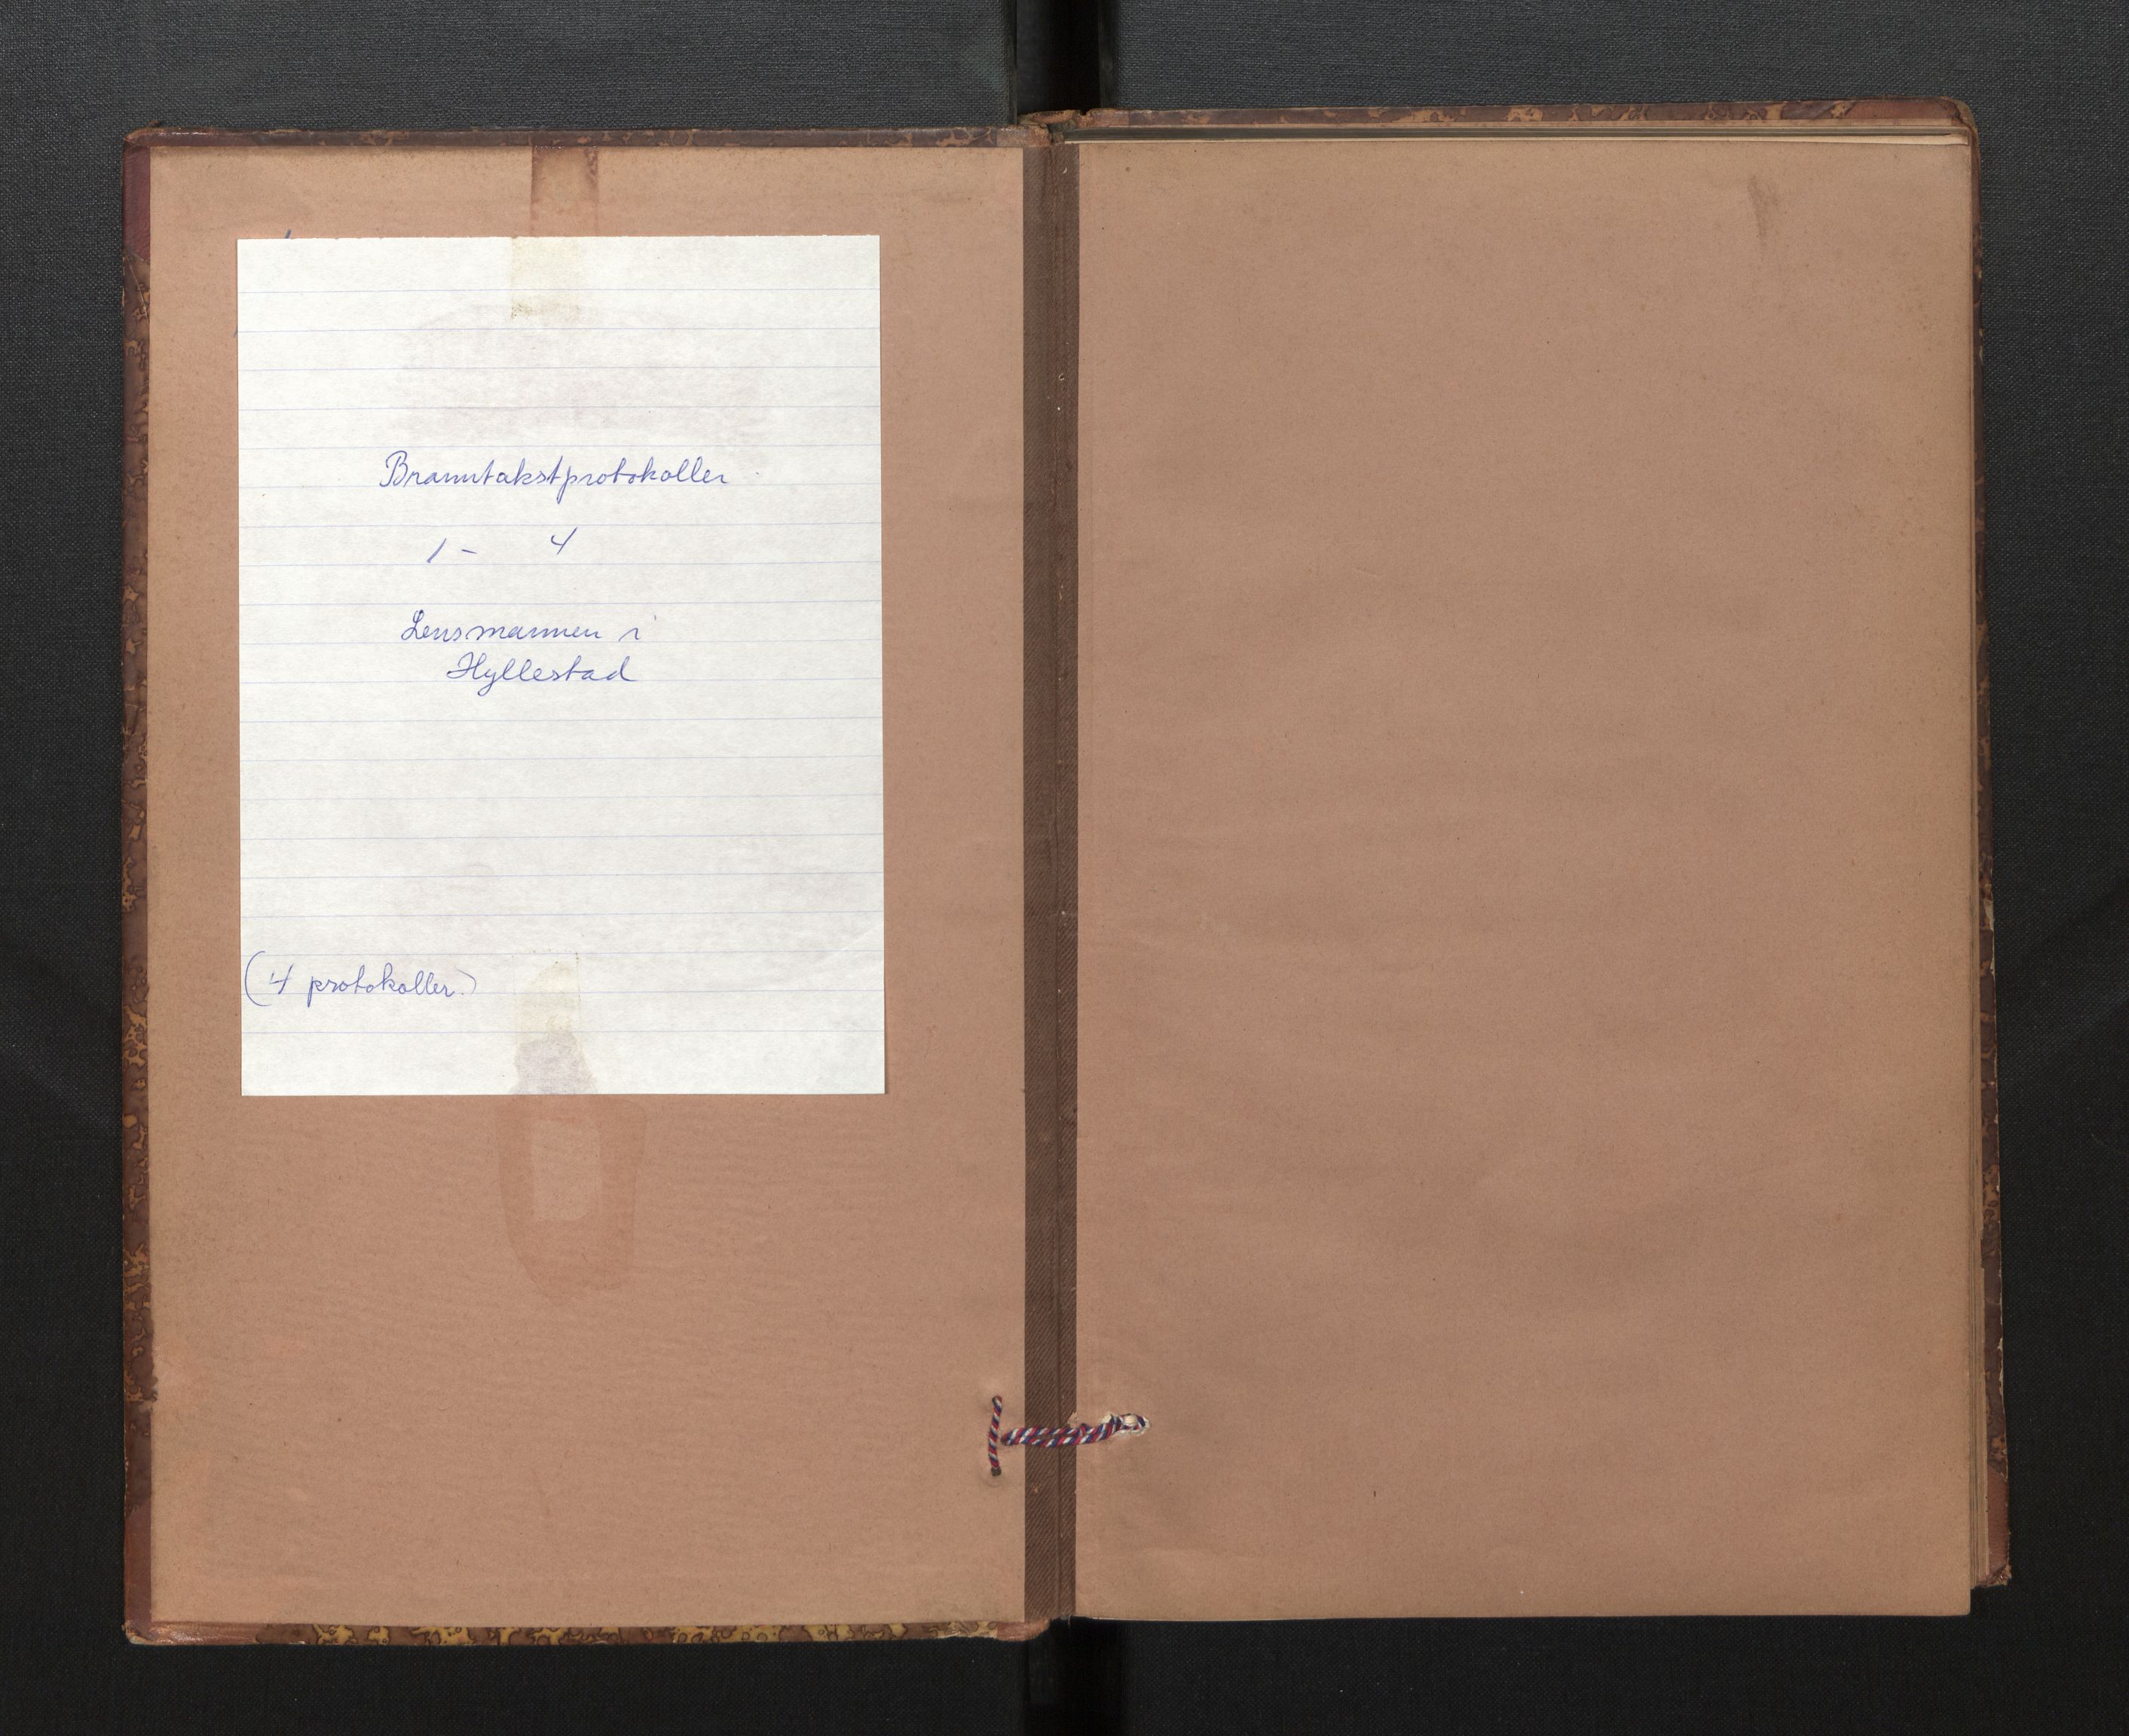 Branntakstprotokoller
1 - 4
Lensmannen i
Hyllestad
(4 protokoller.)